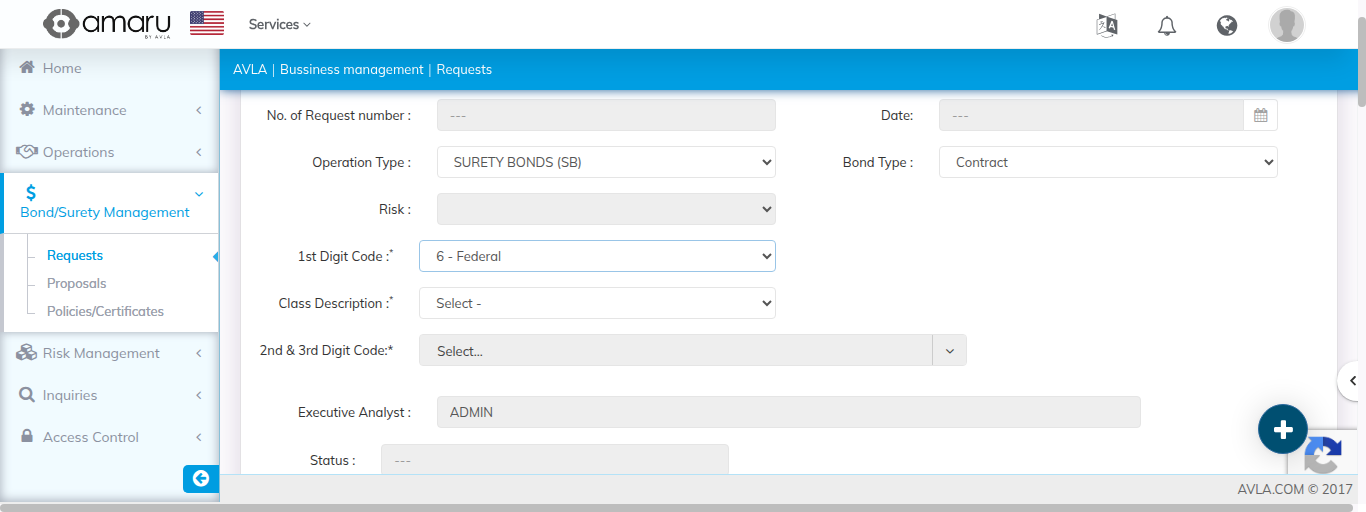 amaru
BY AVLA
Services
Home
Maintenance
Operations
Bond/Surety Management
Requests
Proposals
Policies/Certificates
Risk Management
Inquiries
Access Control
AVLA | Bussiness management | Requests
No. of Request number : ---
Date: ---
Operation Type : SURETY BONDS (SB)
Bond Type : Contract
Risk :
1st Digit Code :* 6 - Federal
Class Description :* Select -
2nd & 3rd Digit Code:* Select...
Executive Analyst : ADMIN
Status : ---
AVLA.COM © 2017